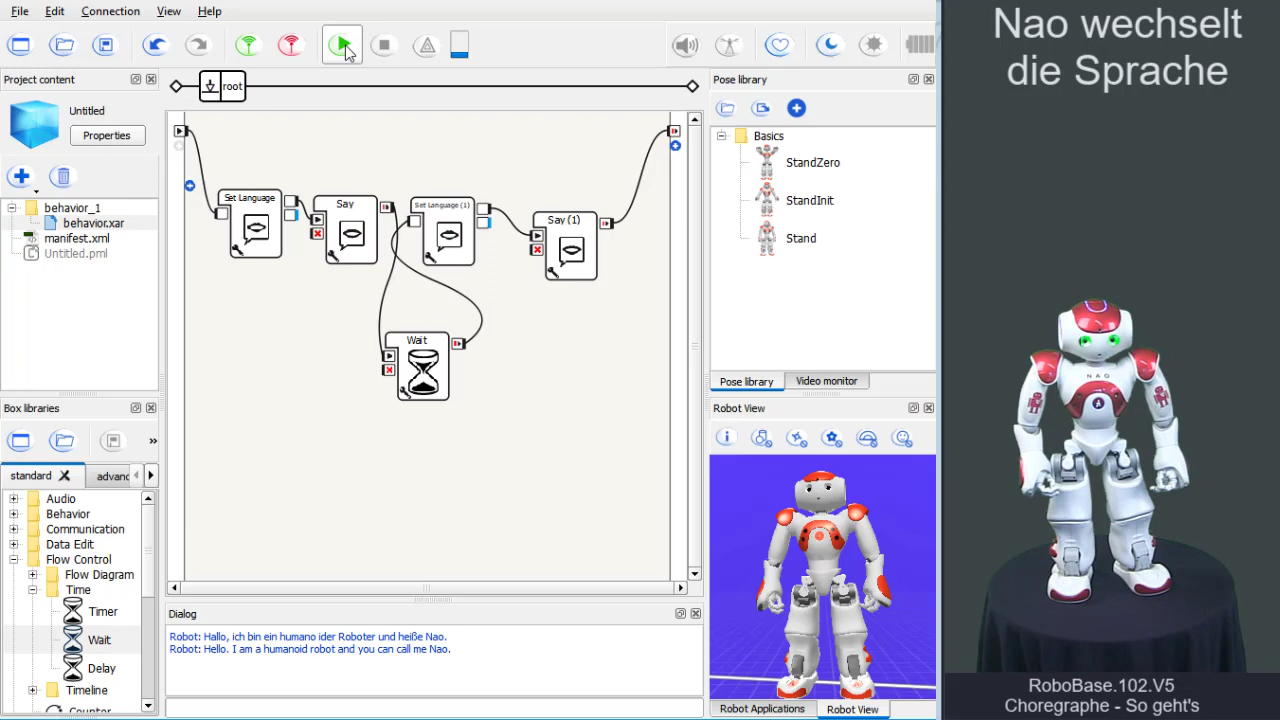 File Edit Connection View Help
Project content
Untitled
Properties
behavior_1
behavior.xar
manifest.xml
Untitled.pml
Box libraries
standard
advanc
Audio
Behavior
Communication
Data Edit
Flow Control
Flow Diagram
Time
Timer
Wait
Delay
Timeline
Counter
root
Set Language
Say
Set Language (1)
Say (1)
Wait
Dialog
Robot: Hallo, ich bin ein humano ider Roboter und heiße Nao.
Robot: Hello. I am a humanoid robot and you can call me Nao.
Pose library
Basics
StandZero
StandInit
Stand
Pose library Video monitor
Robot View
Robot Applications Robot View
Nao wechselt
die Sprache
NAO
RoboBase.102.V5
Choregraphe - So geht's